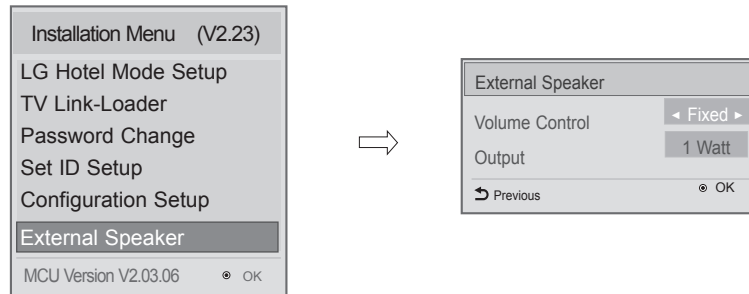 Installation Menu (V2.23)
LG Hotel Mode Setup
TV Link-Loader
Password Change
Set ID Setup
Configuration Setup
External Speaker
MCU Version V2.03.06 ◉ OK
External Speaker
Volume Control ◄ Fixed ►
Output 1 Watt
Previous ◉ OK